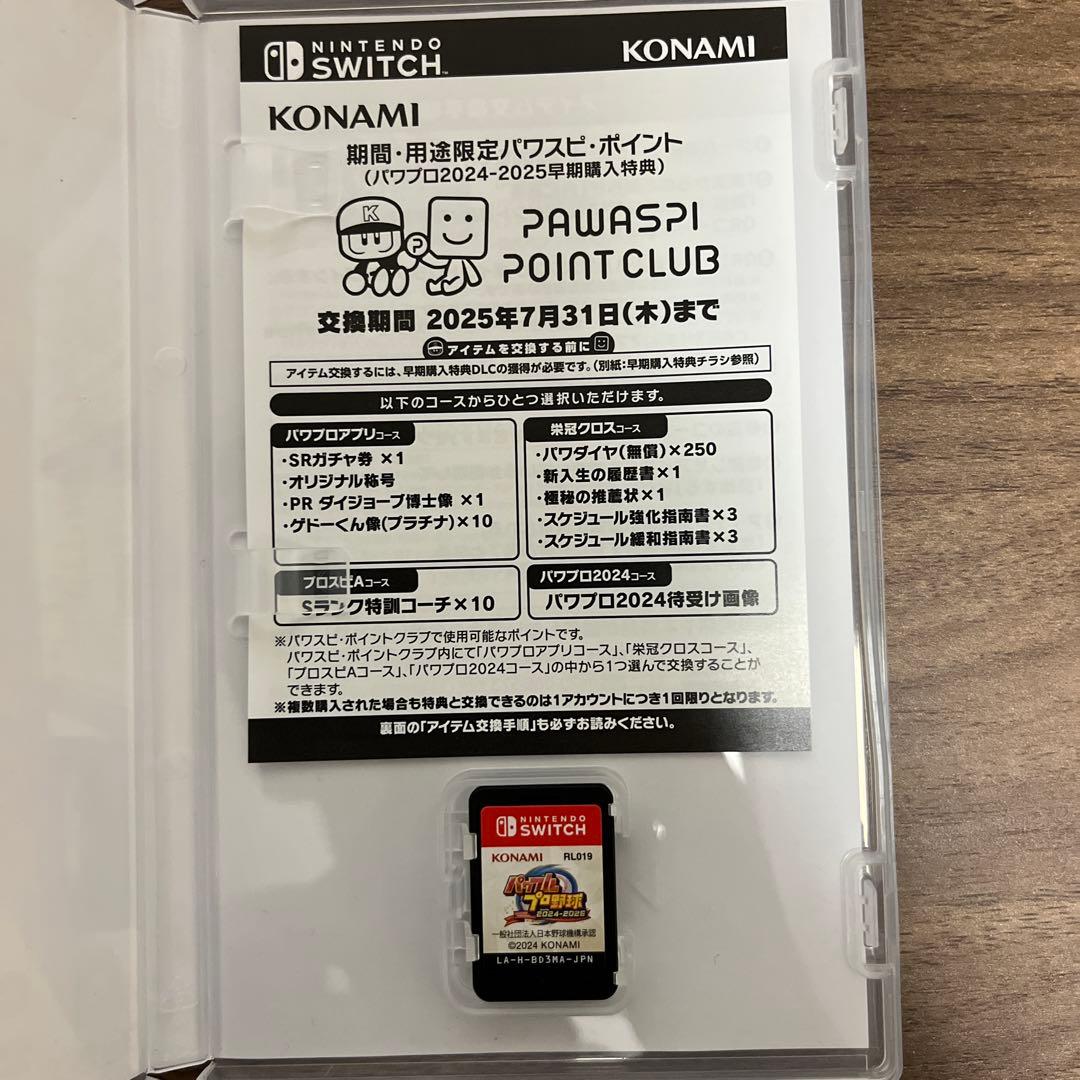 NINTENDO
SWITCH™
KONAMI
KONAMI
期間・用途限定パワスピ・ポイント
(パワプロ2024-2025早期購入特典)
K
P
PAWASPI
POINT CLUB
交換期間 2025年7月31日(木)まで
アイテムを交換する前に
アイテム交換するには、早期購入特典DLCの獲得が必要です。(別紙:早期購入特典チラシ参照)
以下のコースからひとつ選択いただけます。
パワプロアプリコース
・SRガチャ券 ×1
・オリジナル称号
・PR ダイジョーブ博士像 ×1
・ゲドーくん像(プラチナ)×10
栄冠クロスコース
・パワダイヤ(無償)×250
・新入生の履歴書×1
・極秘の推薦状×1
・スケジュール強化指南書×3
・スケジュール緩和指南書×3
プロスピAコース
Sランク特訓コーチ×10
パワプロ2024コース
パワプロ2024待受け画像
※パワスピ・ポイントクラブで使用可能なポイントです。
パワスピ・ポイントクラブ内にて「パワプロアプリコース」、「栄冠クロスコース」、
「プロスピAコース」、「パワプロ2024コース」の中から1つ選んで交換することが
できます。
※複数購入された場合も特典と交換できるのは1アカウントにつき1回限りとなります。
裏面の「アイテム交換手順」も必ずお読みください。
NINTENDO
SWITCH
KONAMI RL019
パワフル
プロ野球
2024-2025
一般社団法人日本野球機構承認
©2024 KONAMI
LA-H-BD3MA-JPN